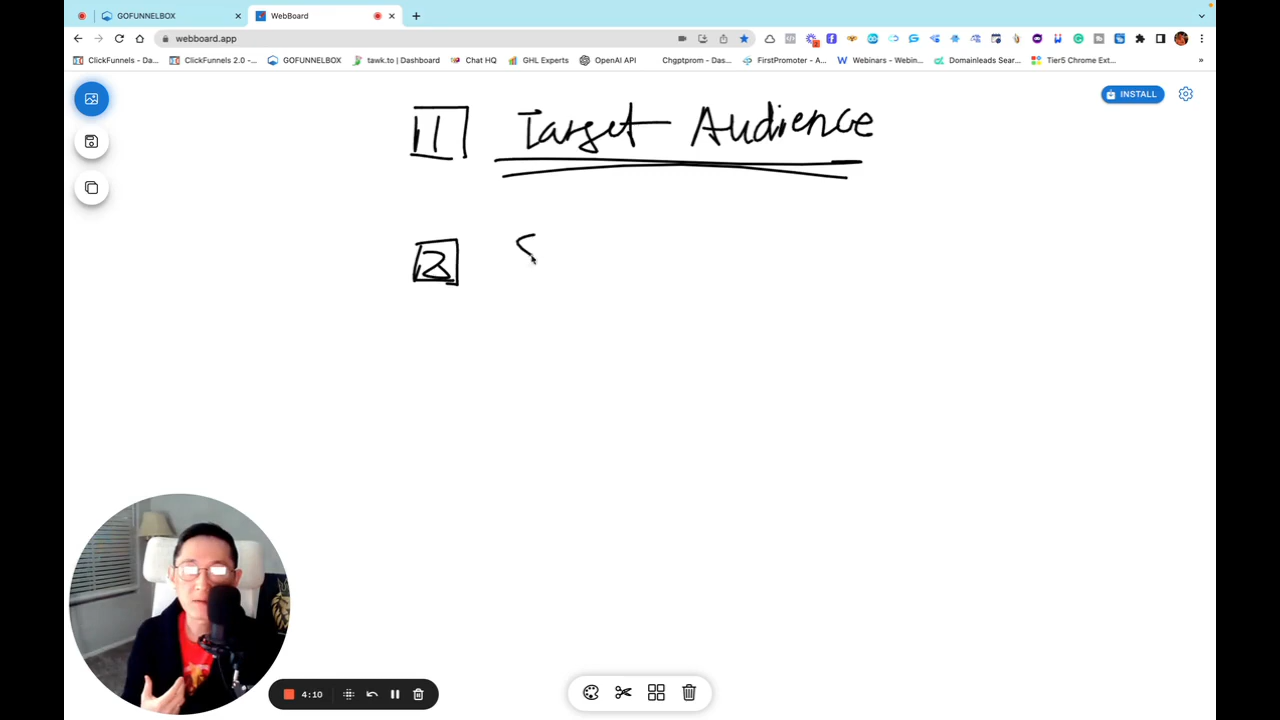 GOFUNNELBOX WebBoard
webboard.app
ClickFunnels - Da... ClickFunnels 2.0 -... GOFUNNELBOX tawk.to | Dashboard Chat HQ GHL Experts OpenAI API Chgptprom - Das... FirstPromoter - A... Webinars - Webin... Domainleads Sear... Tier5 Chrome Ext... »
INSTALL
1 Target Audience
2
4:10